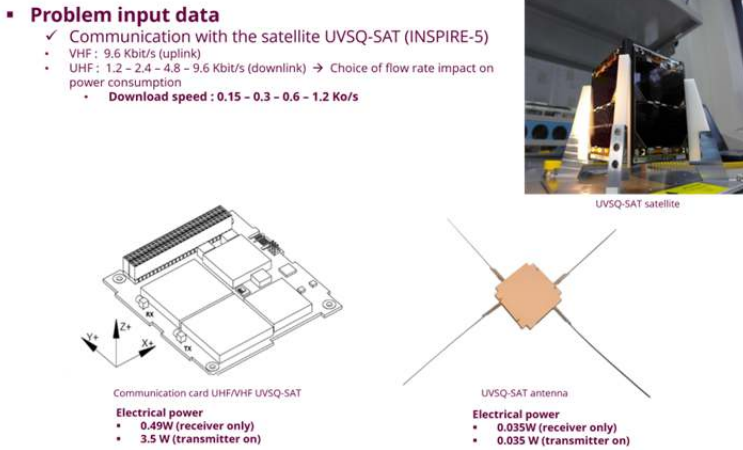 ▪ Problem input data
✓ Communication with the satellite UVSQ-SAT (INSPIRE-5)
• VHF : 9.6 Kbit/s (uplink)
• UHF : 1.2 – 2.4 – 4.8 – 9.6 Kbit/s (downlink) → Choice of flow rate impact on
power consumption
• Download speed : 0.15 – 0.3 – 0.6 – 1.2 Ko/s
UVSQ-SAT satellite
RX
TX
Y+
Z+
X+
Communication card UHF/VHF UVSQ-SAT
Electrical power
▪ 0.49W (receiver only)
▪ 3.5 W (transmitter on)
UVSQ-SAT antenna
Electrical power
▪ 0.035W (receiver only)
▪ 0.035 W (transmitter on)